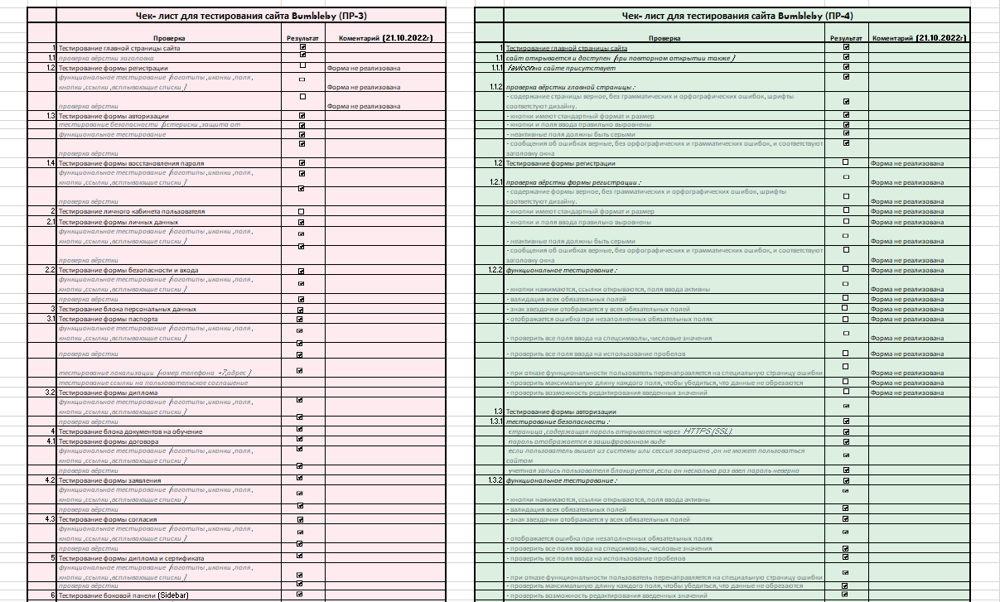 Чек- лист для тестирования сайта Bumbleby (ПР-3)
Проверка Результат Коментарий (21.10.2022г)
1 Тестирование главной страницы сайта
1.1 проверка вёрстки заголовка
1.2 Тестирование формы регистрации Форма не реализована
функциональное тестирование (логотипы ,иконки ,поля ,
кнопки ,ссылки ,всплывающие списки ) Форма не реализована
проверка вёрстки Форма не реализована
1.3 Тестирование формы авторизации
тестирование безопасности (астериски ,защита от
функциональное тестирование
проверка вёрстки
1.4 Тестирование формы восстановления пароля
функциональное тестирование (логотипы ,иконки ,поля ,
кнопки ,ссылки ,всплывающие списки )
проверка вёрстки
2 Тестирование личного кабинета пользователя
2.1 Тестирование формы личных данных
функциональное тестирование (логотипы ,иконки ,поля ,
кнопки ,ссылки ,всплывающие списки )
проверка вёрстки
2.2 Тестирование формы безопасности и входа
функциональное тестирование (логотипы ,иконки ,поля ,
кнопки ,ссылки ,всплывающие списки )
проверка вёрстки
3 Тестирование блока персональных данных
3.1 Тестирование формы паспорта
функциональное тестирование (логотипы ,иконки ,поля ,
кнопки ,ссылки ,всплывающие списки )
проверка вёрстки
тестирование локализации (номер телефона +7,адрес )
тестирование ссылки на пользовательское соглашение
3.2 Тестирование формы диплома
функциональное тестирование (логотипы ,иконки ,поля ,
кнопки ,ссылки ,всплывающие списки )
проверка вёрстки
4 Тестирование блока документов на обучение
4.1 Тестирование формы договора
функциональное тестирование (логотипы ,иконки ,поля ,
кнопки ,ссылки ,всплывающие списки )
проверка вёрстки
4.2 Тестирование формы заявления
функциональное тестирование (логотипы ,иконки ,поля ,
кнопки ,ссылки ,всплывающие списки )
проверка вёрстки
4.3 Тестирование формы согласия
функциональное тестирование (логотипы ,иконки ,поля ,
кнопки ,ссылки ,всплывающие списки )
проверка вёрстки
5 Тестирование формы диплома и сертификата
функциональное тестирование (логотипы ,иконки ,поля ,
кнопки ,ссылки ,всплывающие списки )
проверка вёрстки
6 Тестирование боковой панели (Sidebar)
Чек- лист для тестирования сайта Bumbleby (ПР-4)
Проверка Результат Коментарий (21.10.2022г)
1 Тестирование главной страницы сайта
1.1 сайт открывается и доступен (при повторном открытии также )
1.1.1 favicon на сайте присутствует
1.1.2 проверка вёрстки главной страницы :
- содержание страницы верное, без грамматических и орфографических ошибок, шрифты
соответстуют дизайну.
- кнопки имеют стандартный формат и размер
- кнопки и поля ввода правильно выровнены
- неактивные поля должны быть серыми
- сообщения об ошибках верные, без орфографических и грамматических ошибок, и соответствуют
заголовку окна
1.2 Тестирование формы регистрации Форма не реализована
1.2.1 проверка вёрстки формы регистрации : Форма не реализована
- содержание формы верное, без грамматических и орфографических ошибок, шрифты
соответстуют дизайну. Форма не реализована
- кнопки имеют стандартный формат и размер Форма не реализована
- кнопки и поля ввода правильно выровнены Форма не реализована
- неактивные поля должны быть серыми Форма не реализована
- сообщения об ошибках верные, без орфографических и грамматических ошибок, и соответствуют
заголовку окна Форма не реализована
1.2.2 функциональное тестирование : Форма не реализована
- кнопки нажимаются, ссылки открываются, поля ввода активны Форма не реализована
- валидация всех обязательных полей Форма не реализована
- знак звездочки отображается у всех обязательных полей Форма не реализована
- отображается ошибка при незаполненных обязательных полях Форма не реализована
- проверить все поля ввода на спецсимволы, числовые значения Форма не реализована
- проверить все поля ввода на использование пробелов Форма не реализована
- при отказе функциональности пользователь перенаправляется на специальную страницу ошибки Форма не реализована
- проверить максимальную длину каждого поля, чтобы убедиться, что данные не обрезаются Форма не реализована
- проверить возможность редактирования введенных значений Форма не реализована
1.3 Тестирование формы авторизации
1.3.1 тестирование безопасности :
-страница ,содержащая пароль открывается через HTTPS (SSL).
-пароль отображается в зашифрованном виде
-если пользователь вышел из системы или сессия завершена ,он не может пользоваться
сайтом
-учетная запись пользователя блокируется ,если он несколько раз ввел пароль неверно
1.3.2 функциональное тестирование :
- кнопки нажимаются, ссылки открываются, поля ввода активны
- валидация всех обязательных полей
- знак звездочки отображается у всех обязательных полей
- отображается ошибка при незаполненных обязательных полях
- проверить все поля ввода на спецсимволы, числовые значения
- проверить все поля ввода на использование пробелов
- при отказе функциональности пользователь перенаправляется на специальную страницу ошибки
- проверить максимальную длину каждого поля, чтобы убедиться, что данные не обрезаются
- проверить возможность редактирования введенных значений